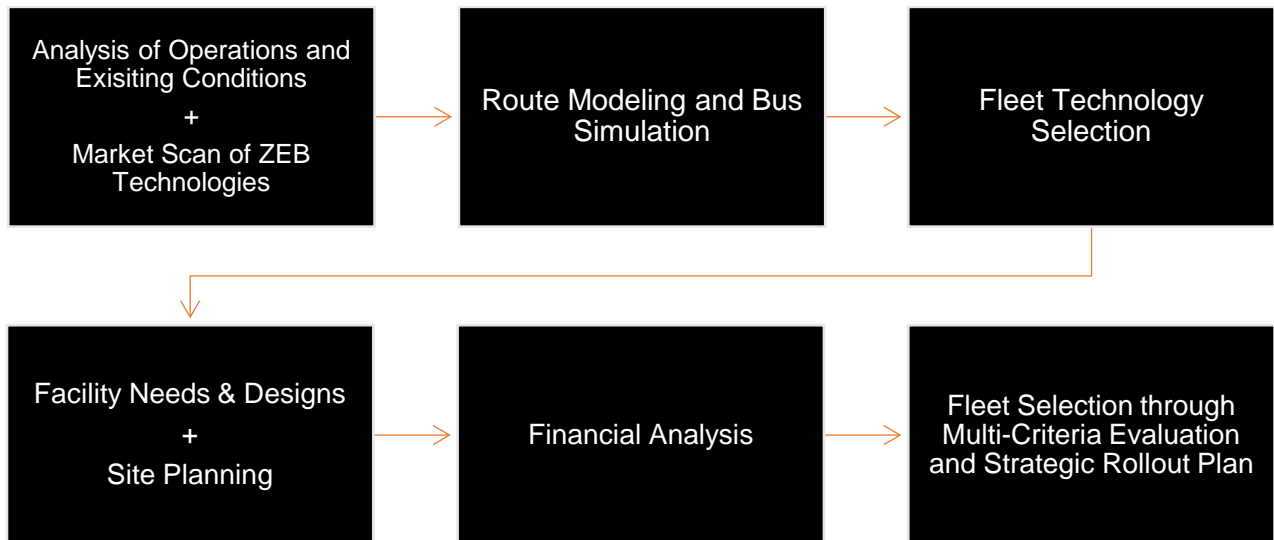 Analysis of Operations and
Exisiting Conditions
+
Market Scan of ZEB
Technologies
Route Modeling and Bus
Simulation
Fleet Technology
Selection
Facility Needs & Designs
+
Site Planning
Financial Analysis
Fleet Selection through
Multi-Criteria Evaluation
and Strategic Rollout Plan